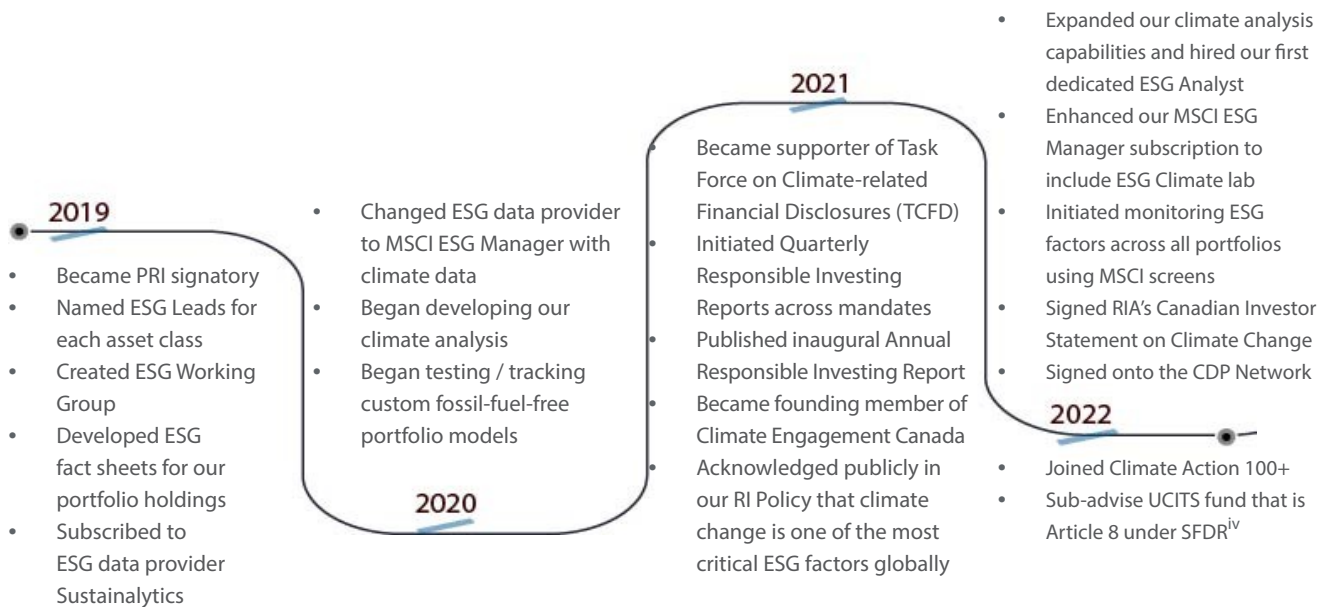 2019
• Became PRI signatory
• Named ESG Leads for
each asset class
• Created ESG Working
Group
• Developed ESG
fact sheets for our
portfolio holdings
• Subscribed to
ESG data provider
Sustainalytics
• Changed ESG data provider
to MSCI ESG Manager with
climate data
• Began developing our
climate analysis
• Began testing / tracking
custom fossil-fuel-free
portfolio models
2020
2021
• Became supporter of Task
Force on Climate-related
Financial Disclosures (TCFD)
• Initiated Quarterly
Responsible Investing
Reports across mandates
• Published inaugural Annual
Responsible Investing Report
• Became founding member of
Climate Engagement Canada
• Acknowledged publicly in
our RI Policy that climate
change is one of the most
critical ESG factors globally
• Expanded our climate analysis
capabilities and hired our first
dedicated ESG Analyst
• Enhanced our MSCI ESG
Manager subscription to
include ESG Climate lab
• Initiated monitoring ESG
factors across all portfolios
using MSCI screens
• Signed RIA's Canadian Investor
Statement on Climate Change
• Signed onto the CDP Network
2022
• Joined Climate Action 100+
• Sub-advise UCITS fund that is
Article 8 under SFDRiv